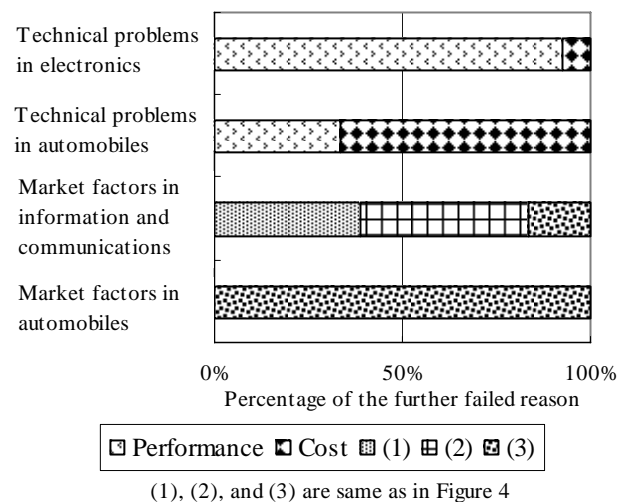 Technical problems
in electronics
Technical problems
in automobiles
Market factors in
information and
communications
Market factors in
automobiles
0% 50% 100%
Percentage of the further failed reason
Performance Cost (1) (2) (3)
(1), (2), and (3) are same as in Figure 4